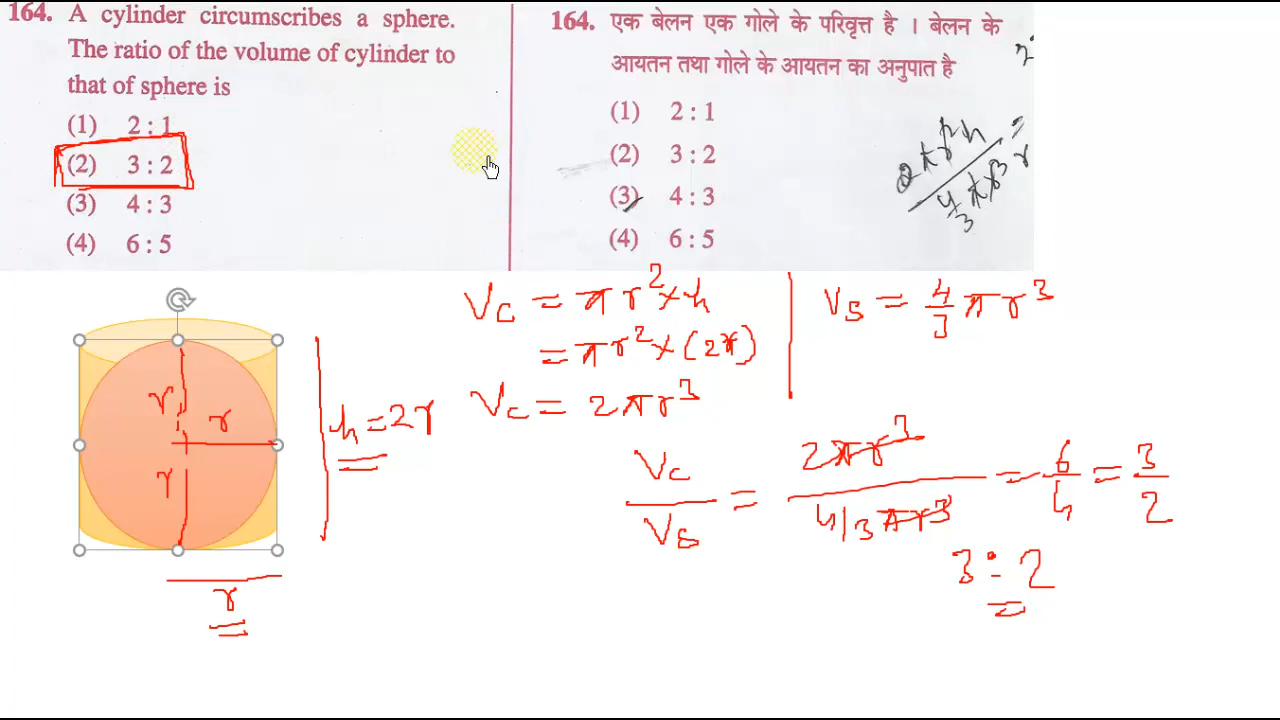 164. A cylinder circumscribes a sphere.
The ratio of the volume of cylinder to
that of sphere is
(1) 2 : 1
(2) 3 : 2
(3) 4 : 3
(4) 6 : 5
164. एक बेलन एक गोले के परिवृत्त है । बेलन के
आयतन तथा गोले के आयतन का अनुपात है
(1) 2 : 1
(2) 3 : 2
(3) 4 : 3
(4) 6 : 5
r
r
r
h = 2r
r
Vc = πr² × h
= πr² × (2r)
Vc = 2πr³
Vs = 4/3 πr³
Vc/Vs = 2πr³ / 4/3 πr³ = 6/4 = 3/2
3 : 2